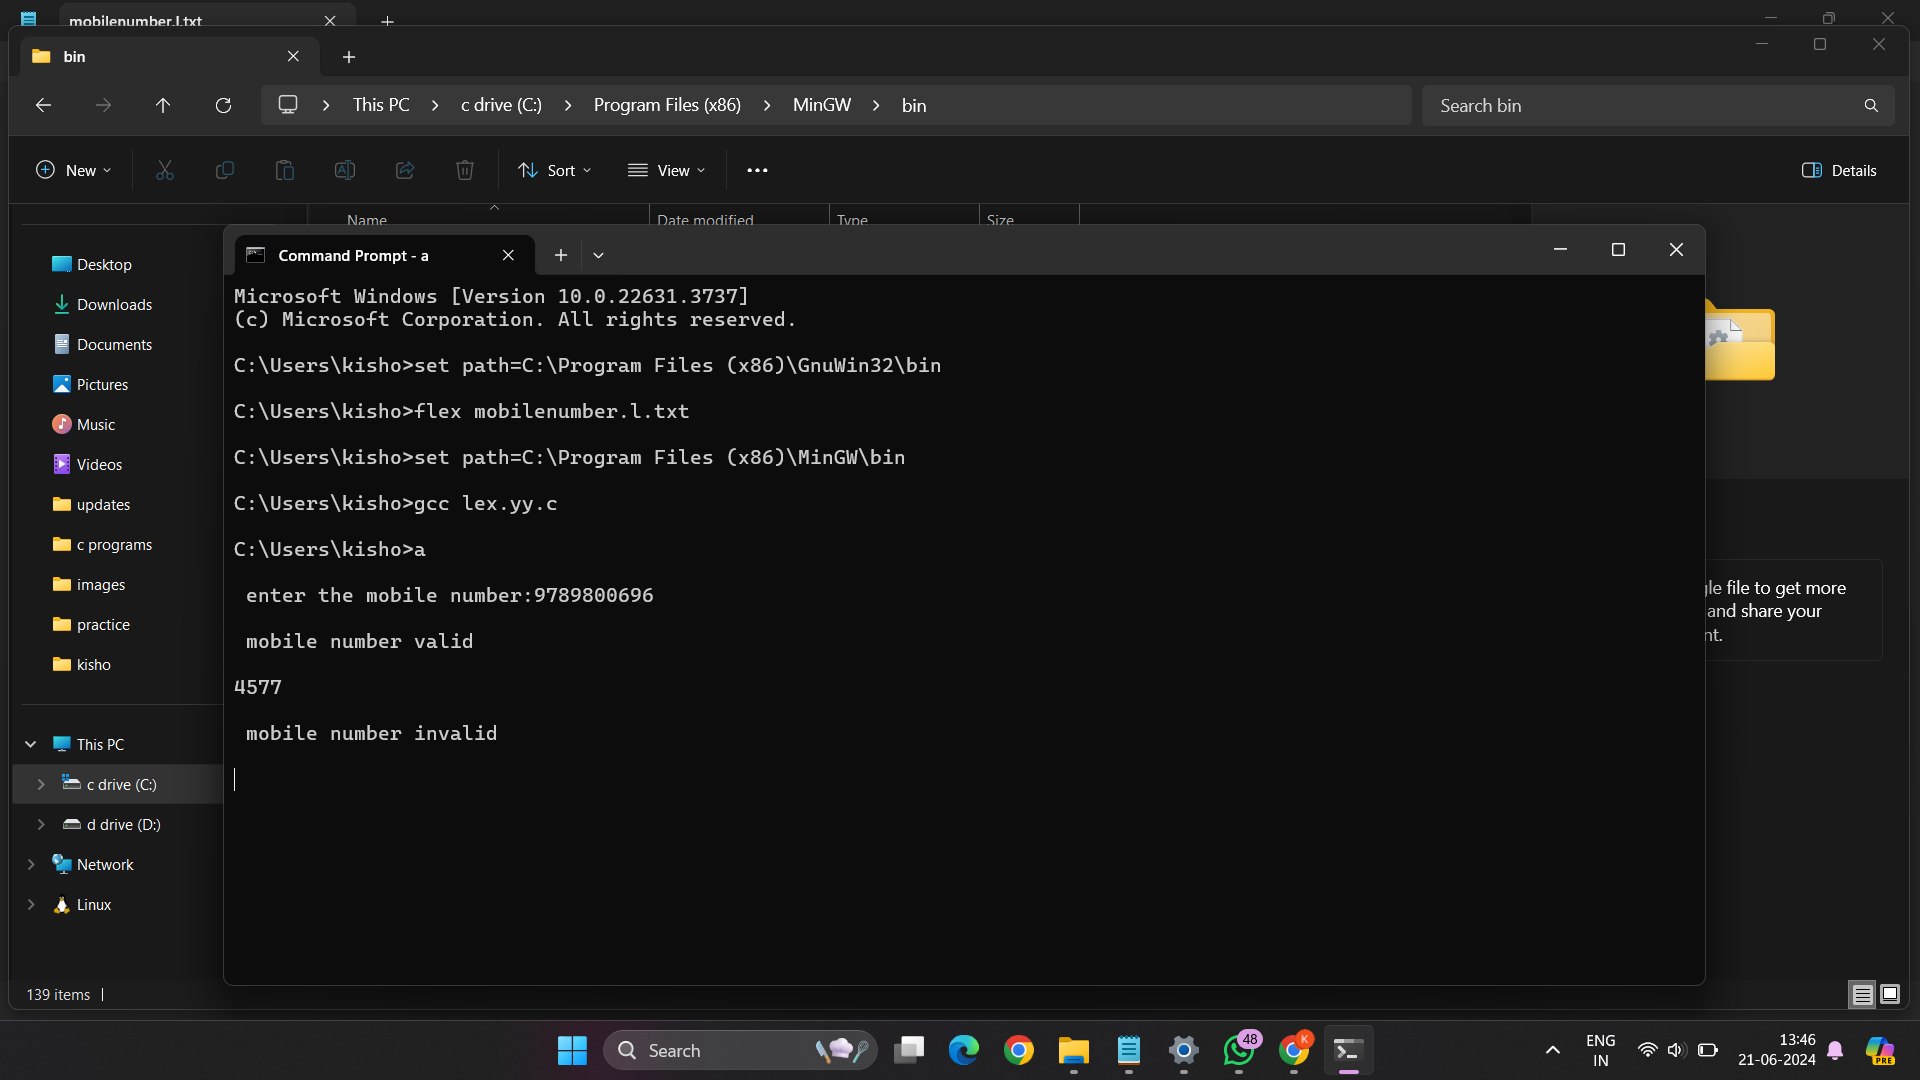 mobilenumber.l.txt
bin
This PC > c drive (C:) > Program Files (x86) > MinGW > bin
Search bin
New
Sort
View
Details
Name
Date modified
Type
Size
Desktop
Downloads
Documents
Pictures
Music
Videos
updates
c programs
images
practice
kisho
This PC
c drive (C:)
d drive (D:)
Network
Linux
139 items
Command Prompt - a
Microsoft Windows [Version 10.0.22631.3737]
(c) Microsoft Corporation. All rights reserved.
C:\Users\kisho>set path=C:\Program Files (x86)\GnuWin32\bin
C:\Users\kisho>flex mobilenumber.l.txt
C:\Users\kisho>set path=C:\Program Files (x86)\MinGW\bin
C:\Users\kisho>gcc lex.yy.c
C:\Users\kisho>a
enter the mobile number:9789800696
mobile number valid
4577
mobile number invalid
file to get more
and share your
Search
48
K
ENG
IN
13:46
21-06-2024
PRE